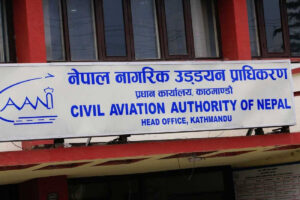 नेपाल नागरिक उड्डयन प्राधिकरण
प्रधान कार्यालय, काठमाण्डौ
CAAN
CIVIL AVIATION AUTHORITY OF NEPAL
HEAD OFFICE, KATHMANDU